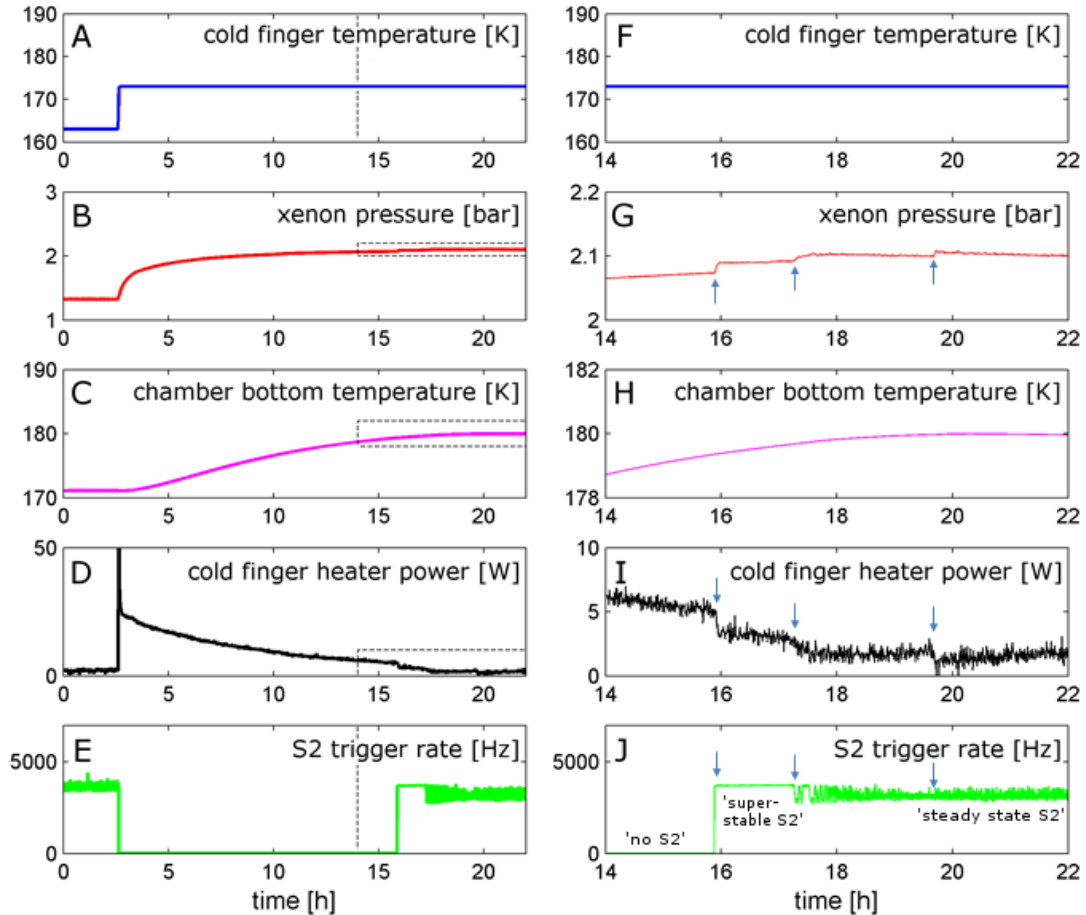 A cold finger temperature [K]
190
180
170
160
0 5 10 15 20
B xenon pressure [bar]
3
2
1
0 5 10 15 20
C chamber bottom temperature [K]
190
180
170
0 5 10 15 20
D cold finger heater power [W]
50
0
0 5 10 15 20
E S2 trigger rate [Hz]
5000
0
0 5 10 15 20
time [h]
F cold finger temperature [K]
190
180
170
160
14 16 18 20 22
G xenon pressure [bar]
2.2
2.1
2
14 16 18 20 22
H chamber bottom temperature [K]
182
180
178
14 16 18 20 22
I cold finger heater power [W]
10
5
0
14 16 18 20 22
J S2 trigger rate [Hz]
5000
'super-
stable S2'
'steady state S2'
'no S2'
0
14 16 18 20 22
time [h]